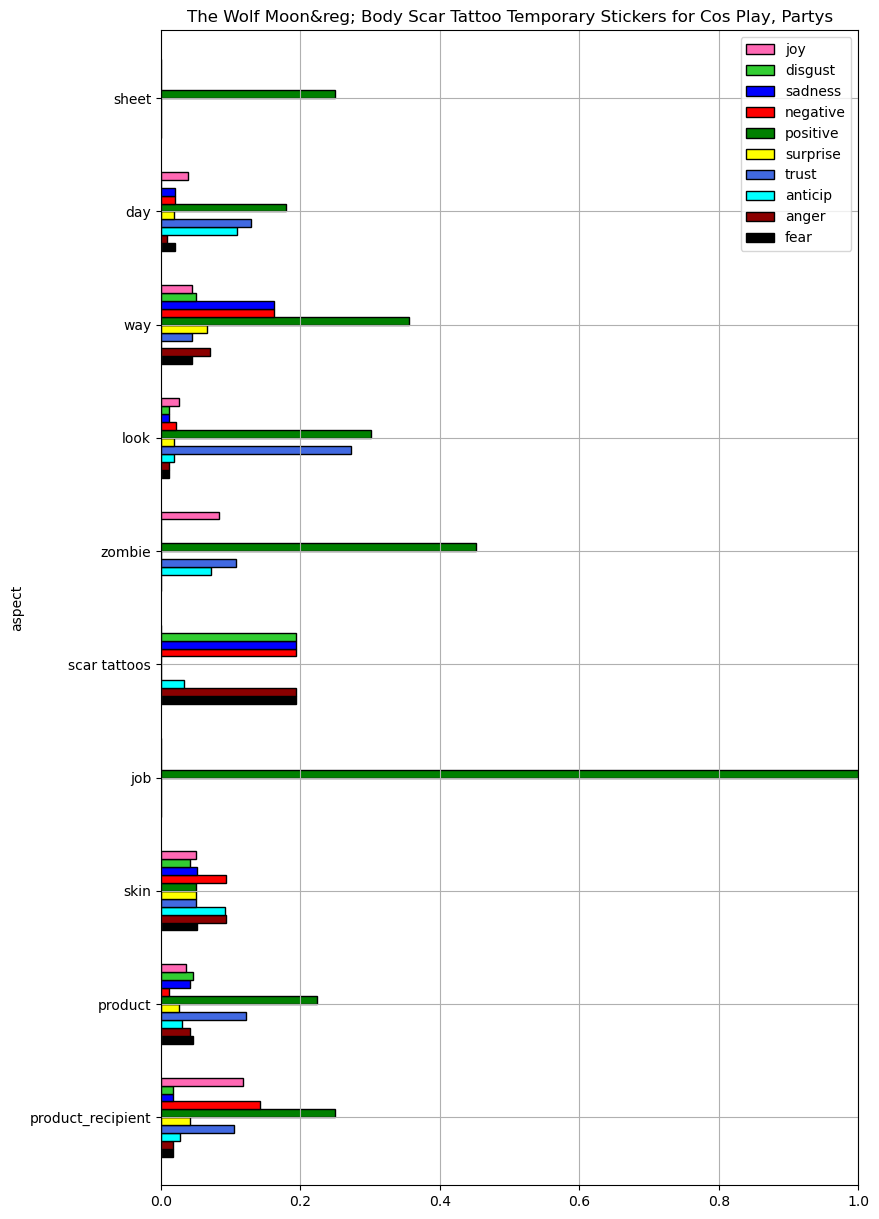 The Wolf Moon&reg; Body Scar Tattoo Temporary Stickers for Cos Play, Partys
joy
disgust
sadness
negative
positive
surprise
trust
anticip
anger
fear
aspect
sheet
day
way
look
zombie
scar tattoos
job
skin
product
product_recipient
0.0 0.2 0.4 0.6 0.8 1.0